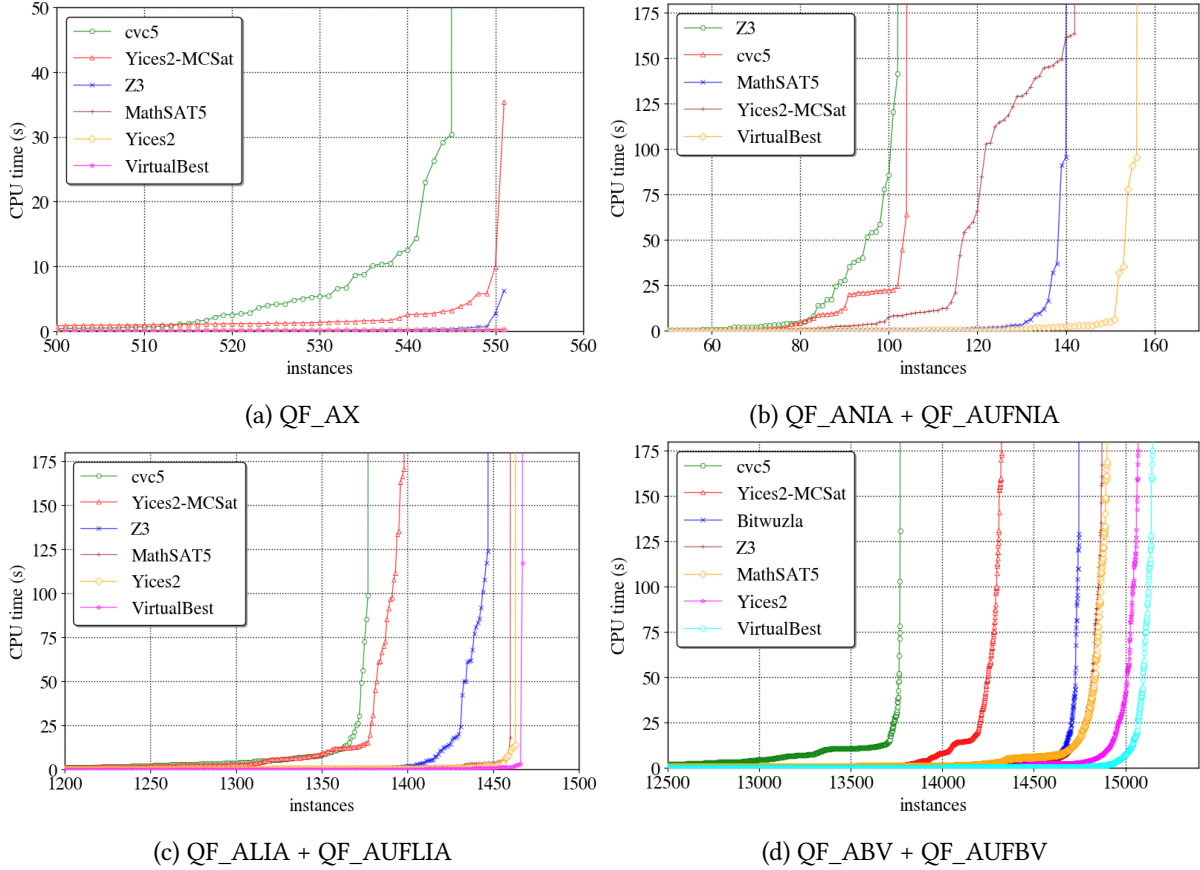 50
40
30
20
10
0
CPU time (s)
cvc5
Yices2-MCSat
Z3
MathSAT5
Yices2
VirtualBest
500 510 520 530 540 550 560
instances
(a) QF_AX
175
150
125
100
75
50
25
0
CPU time (s)
Z3
cvc5
MathSAT5
Yices2-MCSat
VirtualBest
60 80 100 120 140 160
instances
(b) QF_ANIA + QF_AUFNIA
175
150
125
100
75
50
25
0
CPU time (s)
cvc5
Yices2-MCSat
Z3
MathSAT5
Yices2
VirtualBest
1200 1250 1300 1350 1400 1450 1500
instances
(c) QF_ALIA + QF_AUFLIA
175
150
125
100
75
50
25
0
CPU time (s)
cvc5
Yices2-MCSat
Bitwuzla
Z3
MathSAT5
Yices2
VirtualBest
12500 13000 13500 14000 14500 15000
instances
(d) QF_ABV + QF_AUFBV